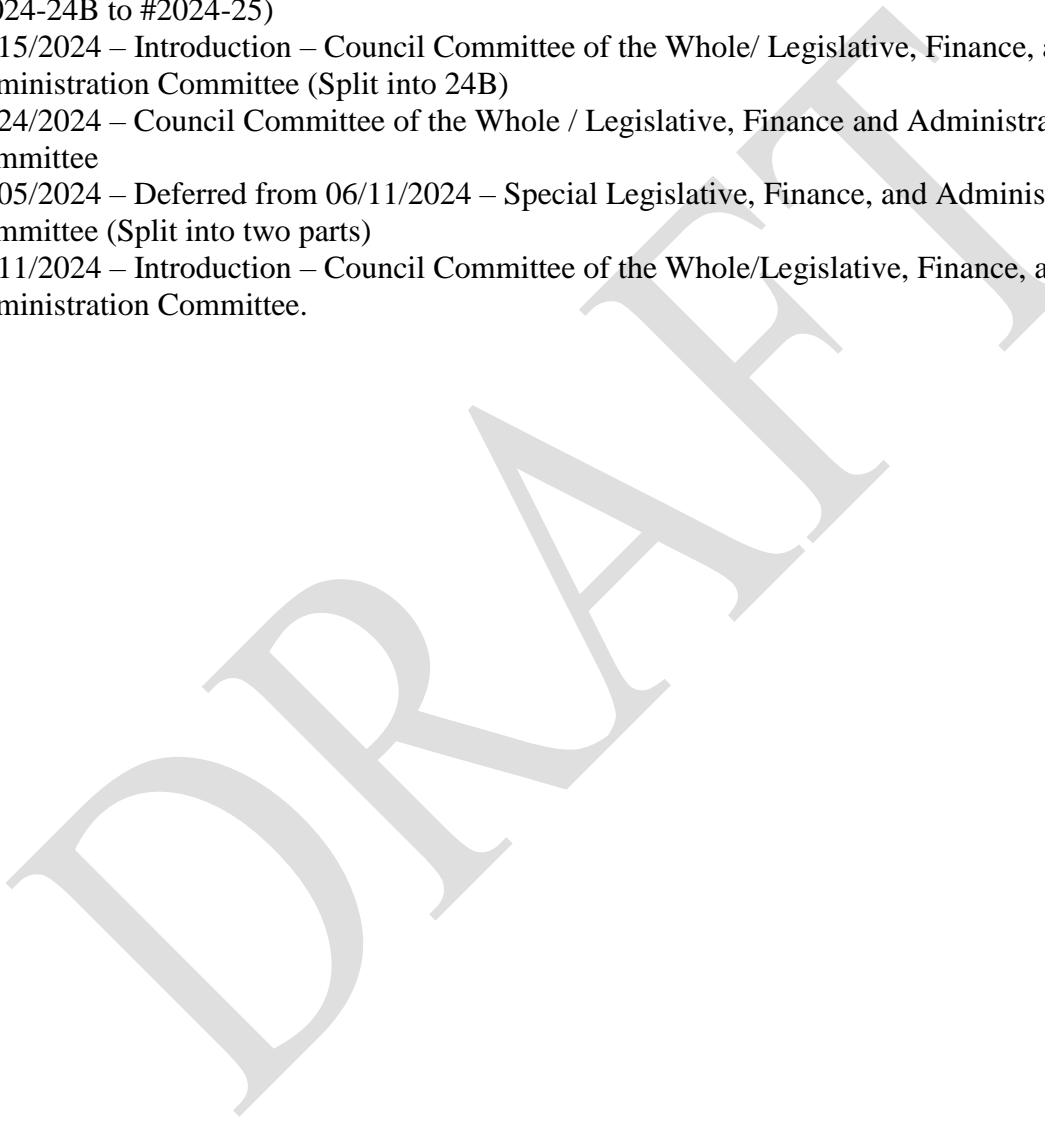 024-24B to #2024-25)
15/2024 – Introduction – Council Committee of the Whole/ Legislative, Finance, a
ministration Committee (Split into 24B)
24/2024 – Council Committee of the Whole / Legislative, Finance and Administra
mmittee
05/2024 – Deferred from 06/11/2024 – Special Legislative, Finance, and Adminis
mmittee (Split into two parts)
11/2024 – Introduction – Council Committee of the Whole/Legislative, Finance, a
ministration Committee.
DRAFT